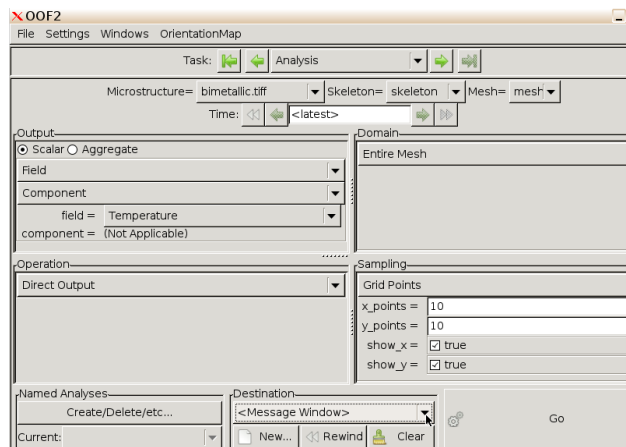 OOF2
File Settings Windows OrientationMap
Task: Analysis
Microstructure= bimetallic.tiff Skeleton= skeleton Mesh= mesh
Time: <latest>
Output
Scalar Aggregate
Field
Component
field = Temperature
component = (Not Applicable)
Domain
Entire Mesh
Operation
Direct Output
Sampling
Grid Points
x_points = 10
y_points = 10
show_x = true
show_y = true
Named Analyses
Create/Delete/etc...
Current:
Destination
<Message Window>
New... Rewind Clear
Go